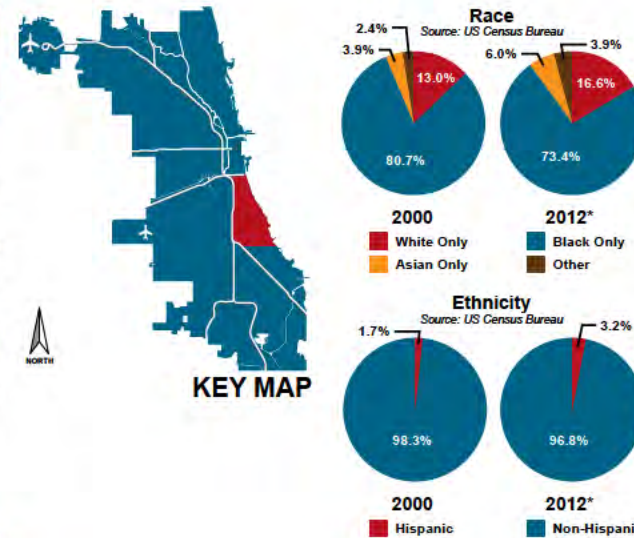 NORTH
KEY MAP
Race
Source: US Census Bureau
2.4%
3.9%
13.0%
80.7%
3.9%
6.0%
16.6%
73.4%
2000
2012*
White Only
Black Only
Asian Only
Other
Ethnicity
Source: US Census Bureau
1.7%
98.3%
3.2%
96.8%
2000
2012*
Hispanic
Non-Hispani